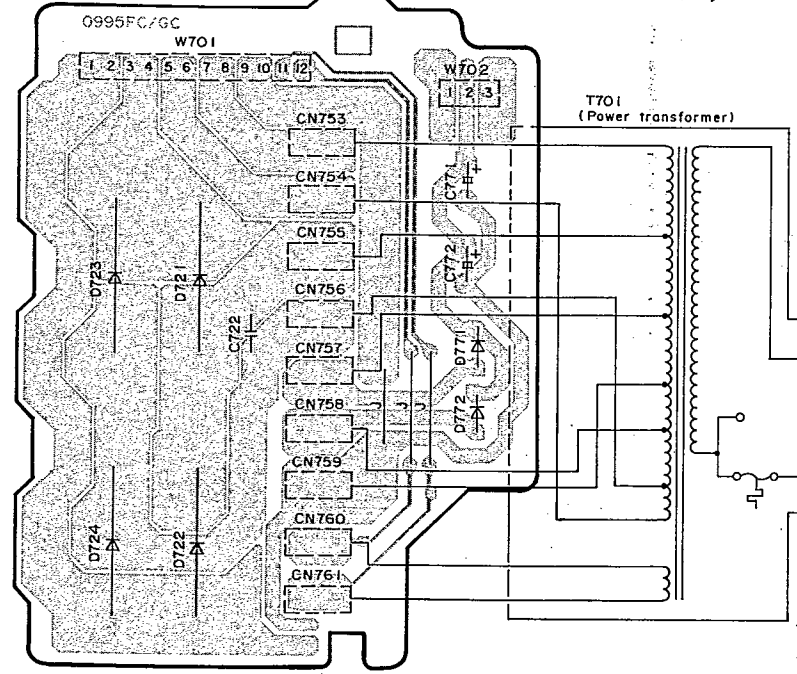 0995FC/GC
W701
1 2 3 4 5 6 7 8 9 10 11 12
W702
1 2 3
T701
(Power transformer)
CN753
C771
CN754
CN755
C772
D723
D721
CN756
C722
CN757
D771
CN758
D772
CN759
CN760
D724
D722
CN761